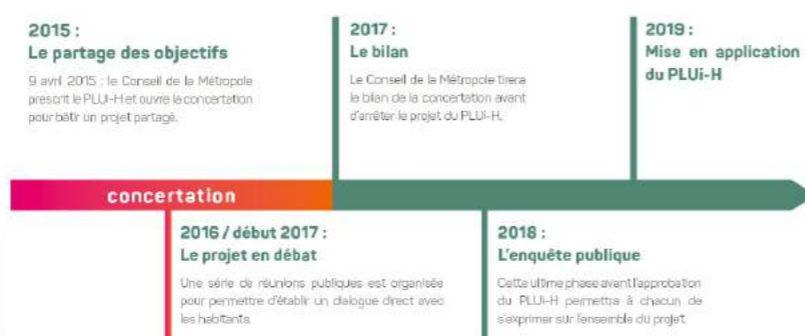 2015 :
Le partage des objectifs
9 avril 2015 : le Conseil de la Métropole
prescrit le PLUi-H et ouvre la concertation
pour bâtir un projet partagé.
2017 :
Le bilan
Le Conseil de la Métropole tirera
le bilan de la concertation avant
d'arrêter le projet du PLUi-H.
2019 :
Mise en application
du PLUi-H
concertation
2016 / début 2017 :
Le projet en débat
Une série de réunions publiques est organisée
pour permettre d'établir un dialogue direct avec
les habitants.
2018 :
L'enquête publique
Cette ultime phase avant l'approbation
du PLUi-H permettra à chacun de
s'exprimer sur l'ensemble du projet